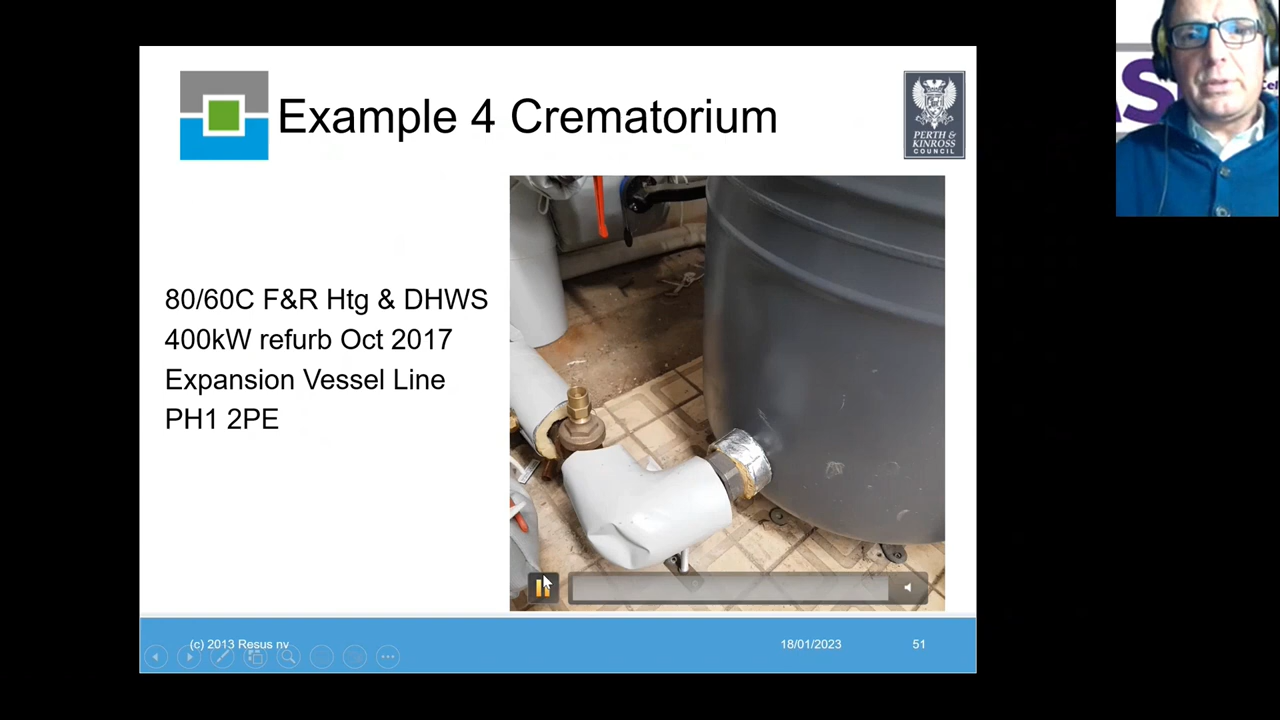 Example 4 Crematorium
PERTH &
KINROSS
COUNCIL
80/60C F&R Htg & DHWS
400kW refurb Oct 2017
Expansion Vessel Line
PH1 2PE
(c) 2013 Resus nv
18/01/2023
51